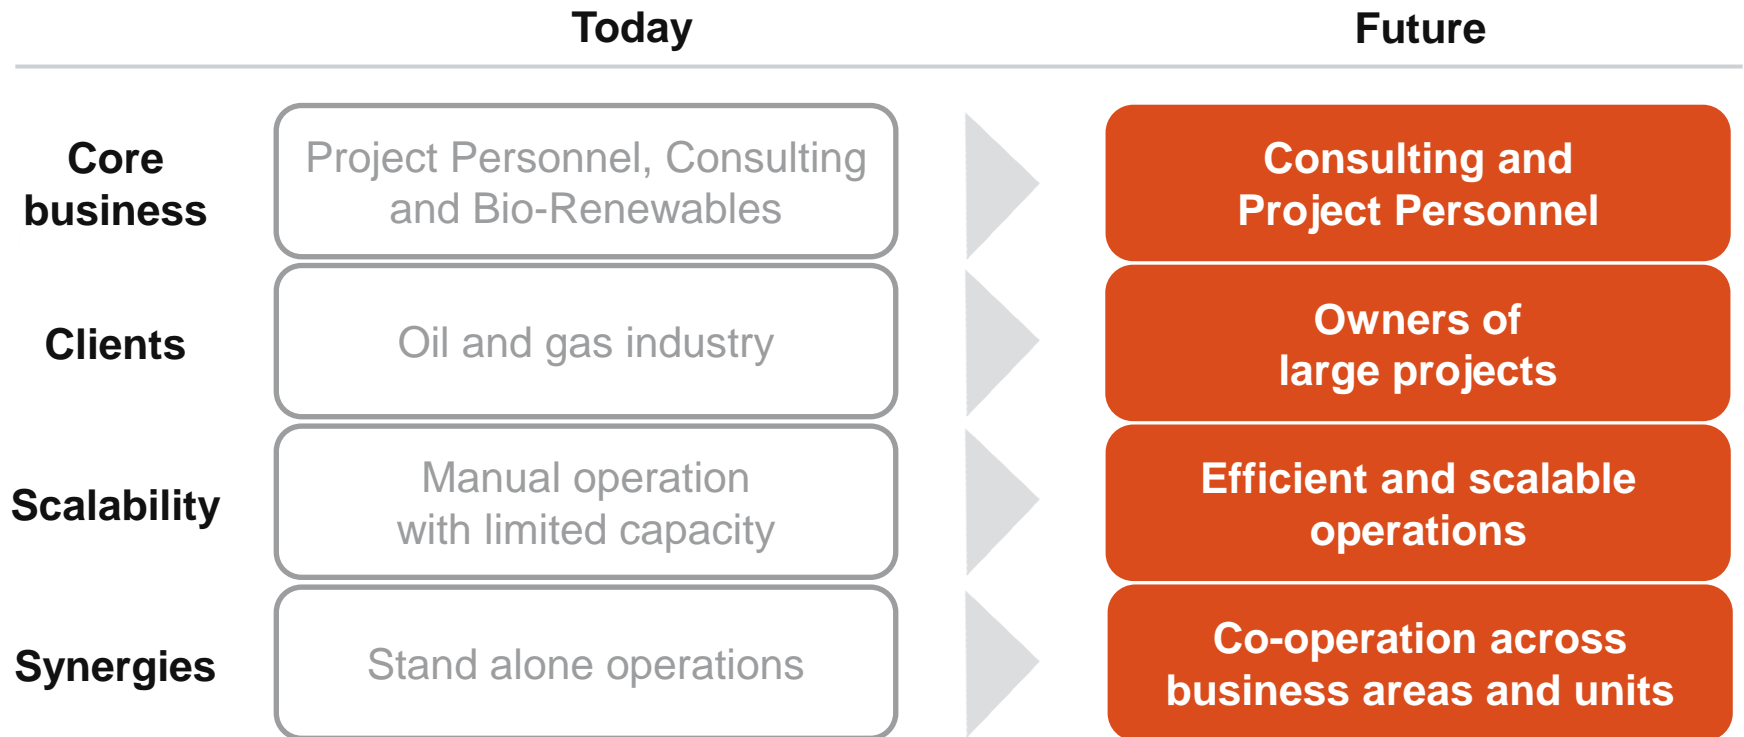 Today
Future
Core
business
Project Personnel, Consulting
and Bio-Renewables
Consulting and
Project Personnel
Clients
Oil and gas industry
Owners of
large projects
Scalability
Manual operation
with limited capacity
Efficient and scalable
operations
Synergies
Stand alone operations
Co-operation across
business areas and units